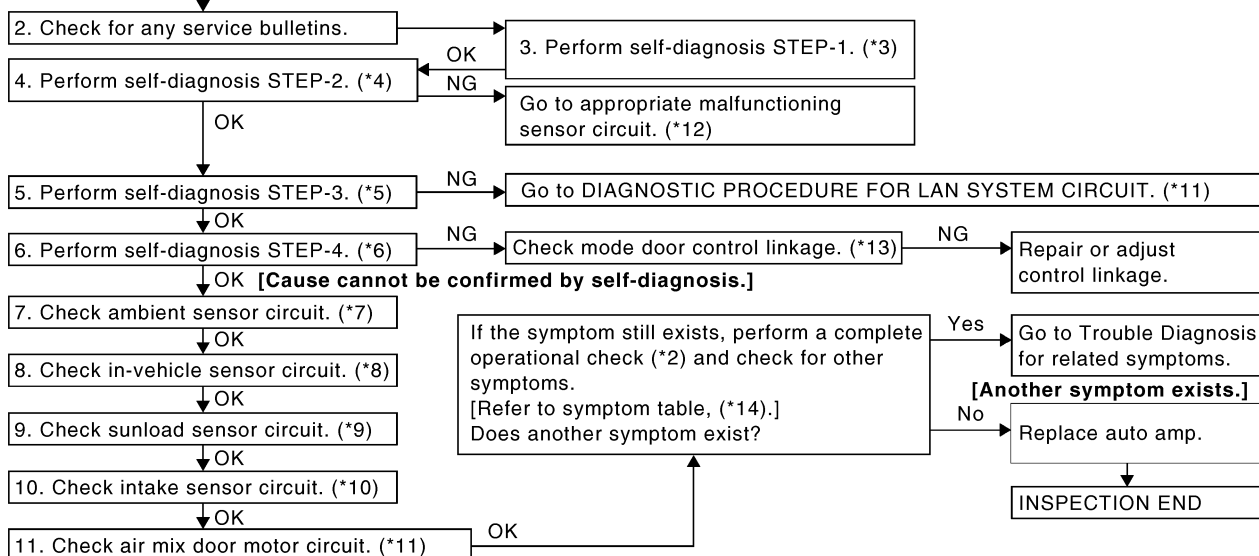 2. Check for any service bulletins.
3. Perform self-diagnosis STEP-1. (*3)
OK
4. Perform self-diagnosis STEP-2. (*4)
NG
Go to appropriate malfunctioning
sensor circuit. (*12)
OK
5. Perform self-diagnosis STEP-3. (*5)
NG
Go to DIAGNOSTIC PROCEDURE FOR LAN SYSTEM CIRCUIT. (*11)
OK
6. Perform self-diagnosis STEP-4. (*6)
NG
Check mode door control linkage. (*13)
NG
Repair or adjust
control linkage.
OK [Cause cannot be confirmed by self-diagnosis.]
7. Check ambient sensor circuit. (*7)
OK
8. Check in-vehicle sensor circuit. (*8)
OK
9. Check sunload sensor circuit. (*9)
OK
10. Check intake sensor circuit. (*10)
OK
11. Check air mix door motor circuit. (*11)
OK
If the symptom still exists, perform a complete
operational check (*2) and check for other
symptoms.
[Refer to symptom table, (*14).]
Does another symptom exist?
Yes
Go to Trouble Diagnosis
for related symptoms.
[Another symptom exists.]
No
Replace auto amp.
INSPECTION END